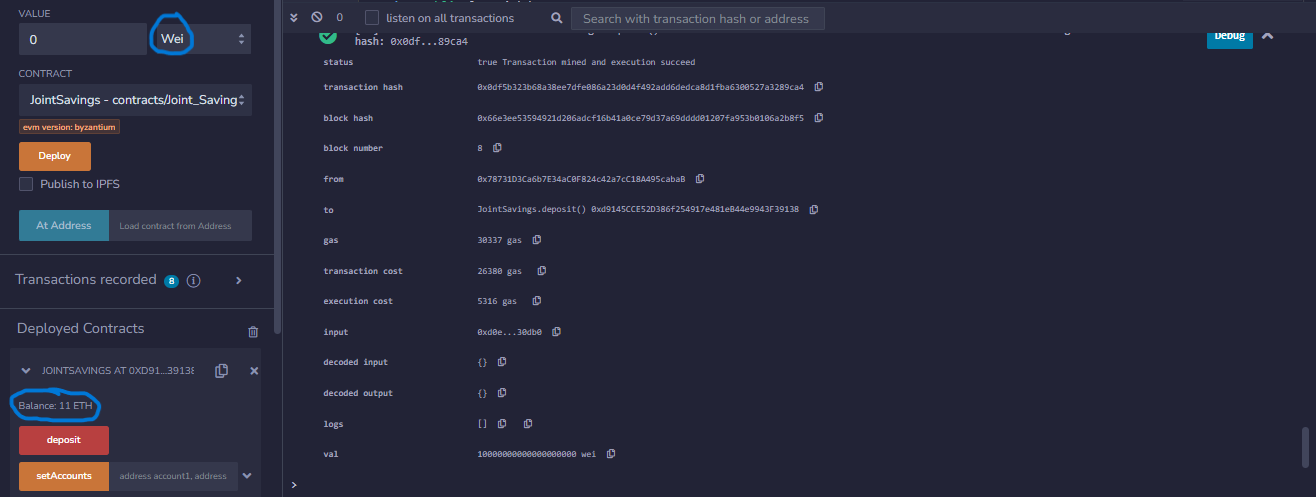 VALUE
0
Wei
CONTRACT
JointSavings - contracts/Joint_Saving
evm version: byzantium
Deploy
Publish to IPFS
At Address
Load contract from Address
Transactions recorded 8
Deployed Contracts
JOINTSAVINGS AT 0XD91...39138
Balance: 11 ETH
deposit
setAccounts
address account1, address
0
listen on all transactions
Search with transaction hash or address
hash: 0x0df...89ca4
Debug
status true Transaction mined and execution succeed
transaction hash 0x0df5b323b68a38ee7dfe086a23d0d4f492add6dedca8d1fba6300527a3289ca4
block hash 0x66e3ee53594921d206adcf16b41a0ce79d37a69dddd01207fa953b0106a2b8f5
block number 8
from 0x78731D3Ca6b7E34aC0F824c42a7cC18A495cabaB
to JointSavings.deposit() 0xd9145CCE52D386f254917e481eB44e9943F39138
gas 30337 gas
transaction cost 26380 gas
execution cost 5316 gas
input 0xd0e...30db0
decoded input {}
decoded output {}
logs []
val 10000000000000000000 wei
>